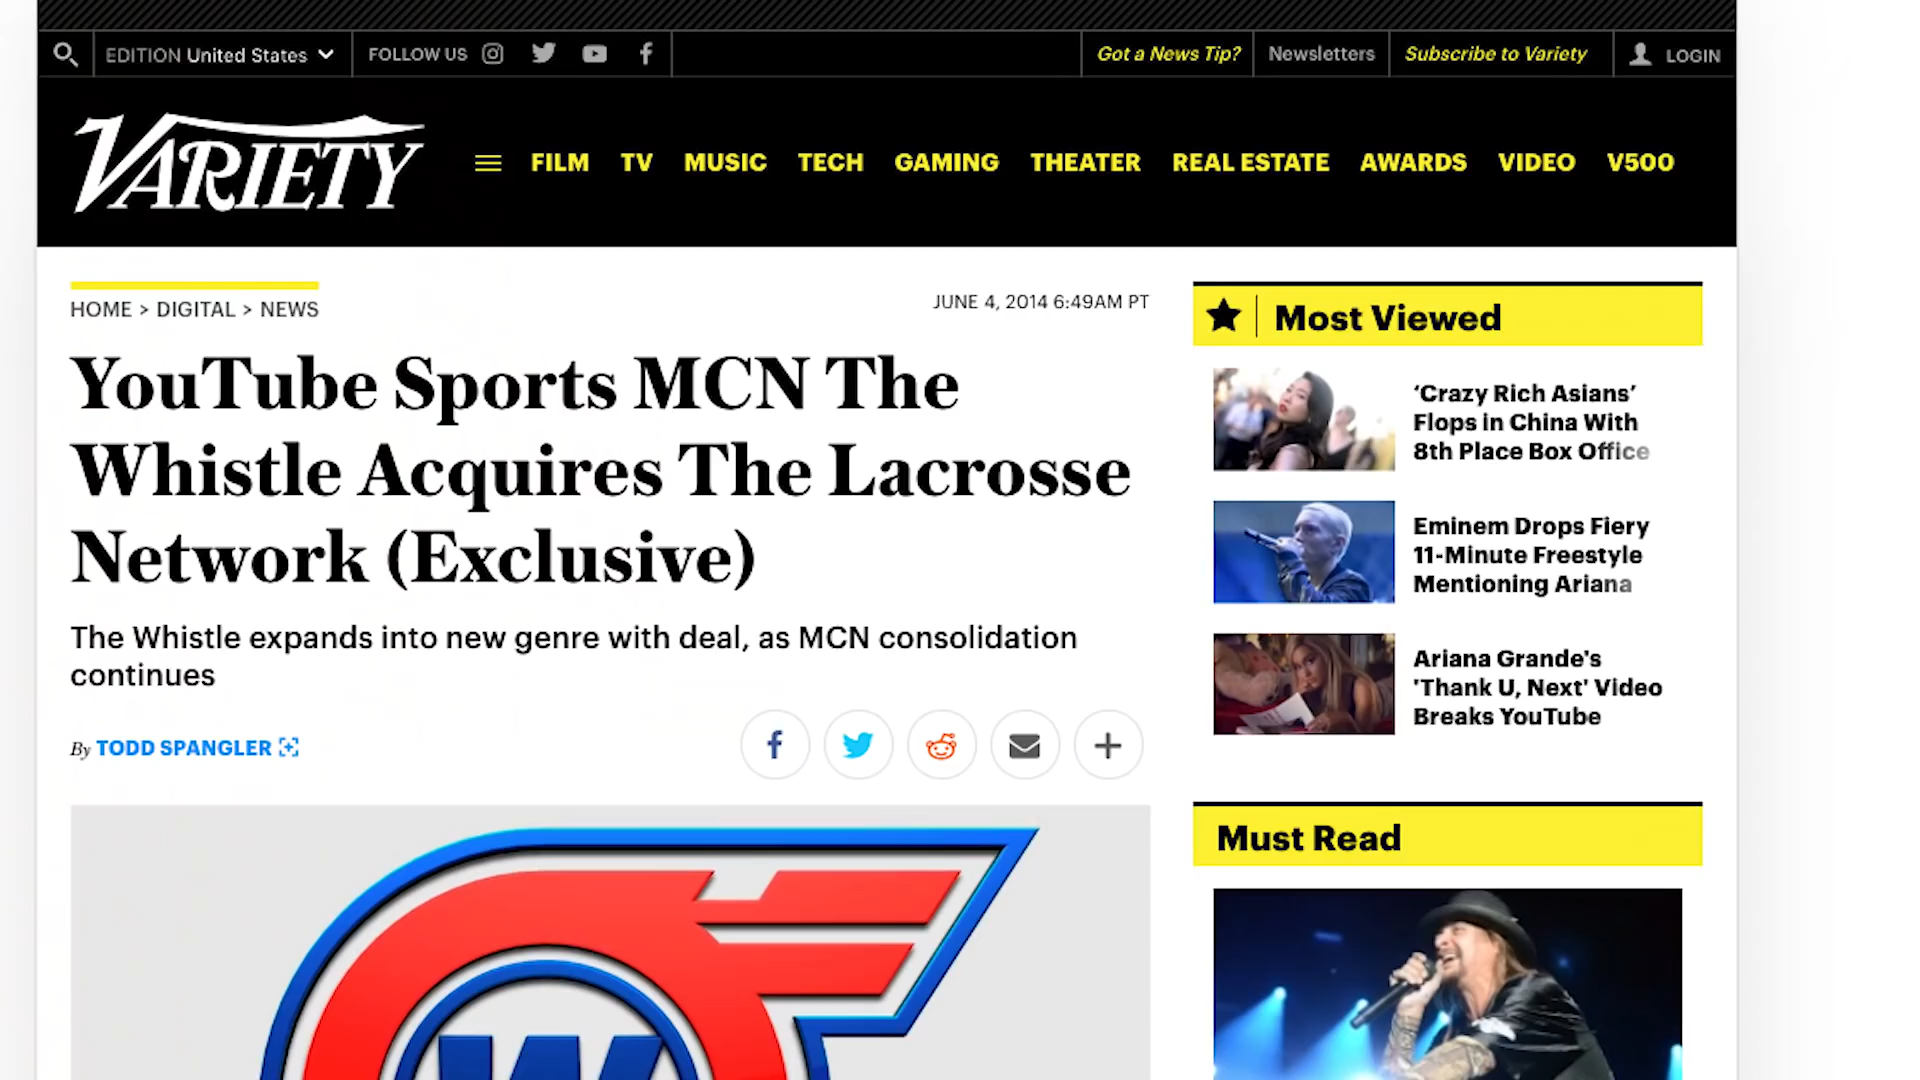 EDITION United States
FOLLOW US
Got a News Tip?
Newsletters
Subscribe to Variety
LOGIN
VARIETY
FILM TV MUSIC TECH GAMING THEATER REAL ESTATE AWARDS VIDEO V500
HOME > DIGITAL > NEWS
JUNE 4, 2014 6:49AM PT
YouTube Sports MCN The
Whistle Acquires The Lacrosse
Network (Exclusive)
The Whistle expands into new genre with deal, as MCN consolidation
continues
By TODD SPANGLER
W
Most Viewed
‘Crazy Rich Asians’
Flops in China With
8th Place Box Office
Eminem Drops Fiery
11-Minute Freestyle
Mentioning Ariana
Ariana Grande's
'Thank U, Next' Video
Breaks YouTube
Must Read